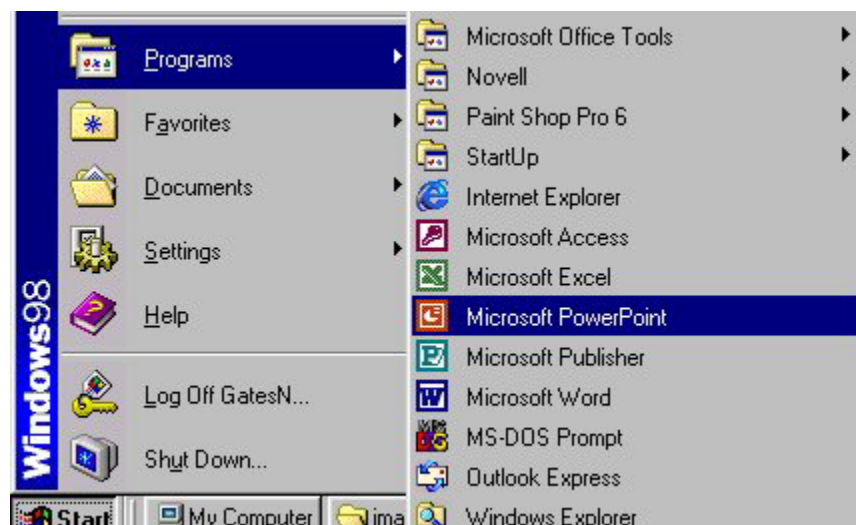 Programs
Favorites
Documents
Settings
Help
Log Off GatesN...
Shut Down...
Windows98
Start
My Computer
ima
Microsoft Office Tools
Novell
Paint Shop Pro 6
StartUp
Internet Explorer
Microsoft Access
Microsoft Excel
Microsoft PowerPoint
Microsoft Publisher
Microsoft Word
MS-DOS Prompt
Outlook Express
Windows Explorer